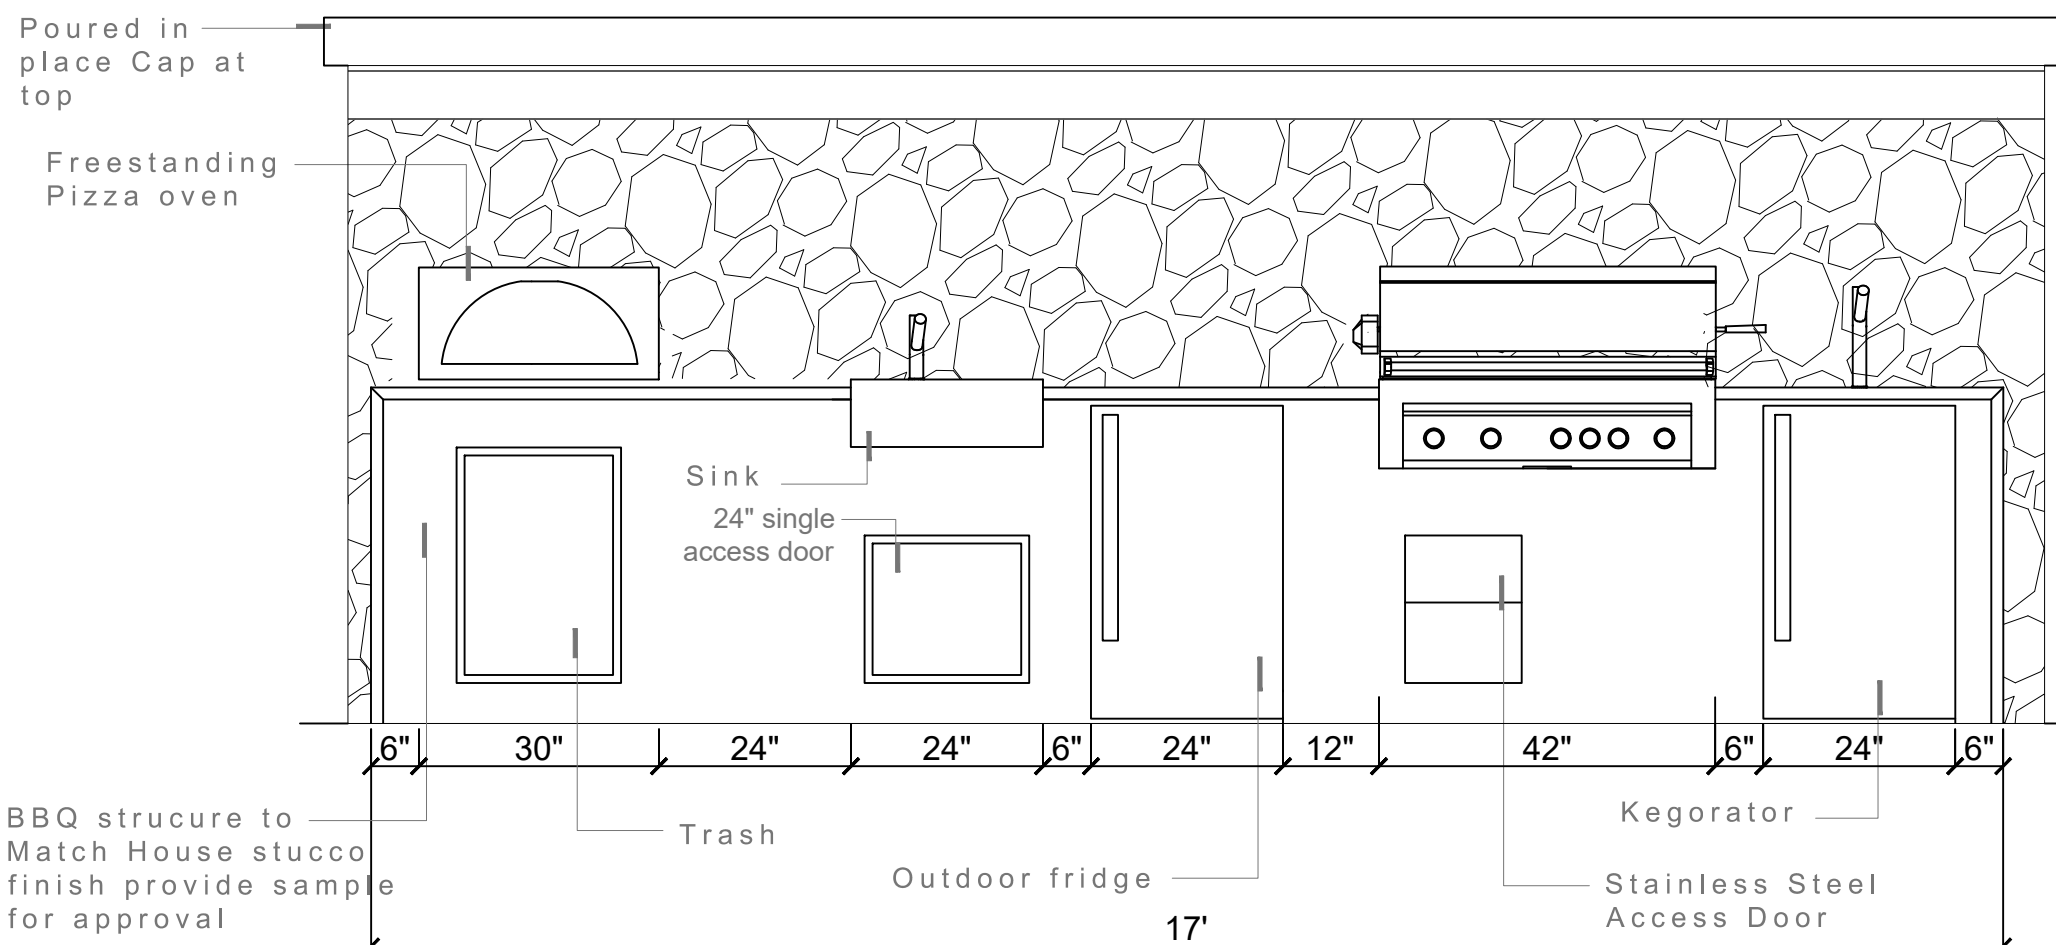 Poured in
place Cap at
top
Freestanding
Pizza oven
Sink
24" single
access door
6"
30"
24"
24"
6"
24"
12"
42"
6"
24"
6"
BBQ strucure to
Match House stucco
finish provide sample
for approval
Trash
Outdoor fridge
Kegorator
Stainless Steel
Access Door
17'